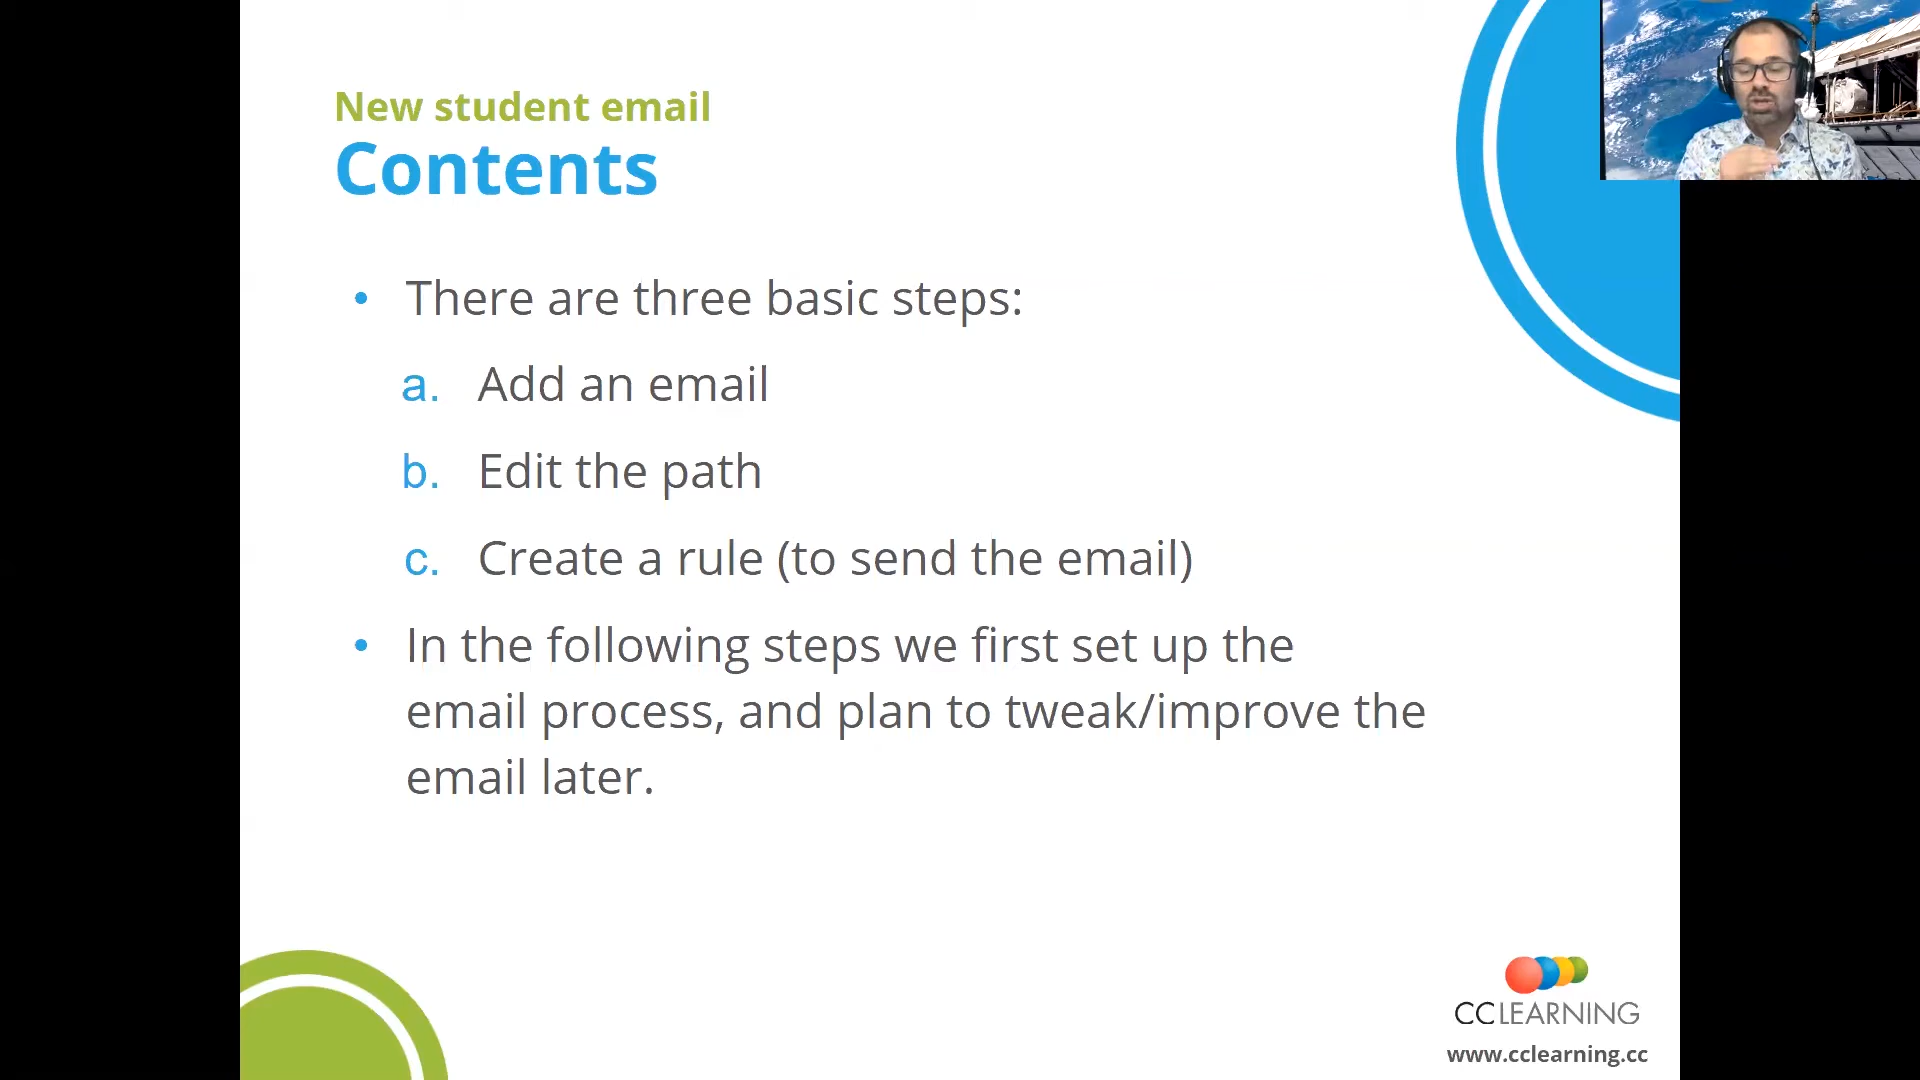 New student email
Contents
• There are three basic steps:
a. Add an email
b. Edit the path
c. Create a rule (to send the email)
• In the following steps we first set up the
email process, and plan to tweak/improve the
email later.
CCLEARNING
www.cclearning.cc